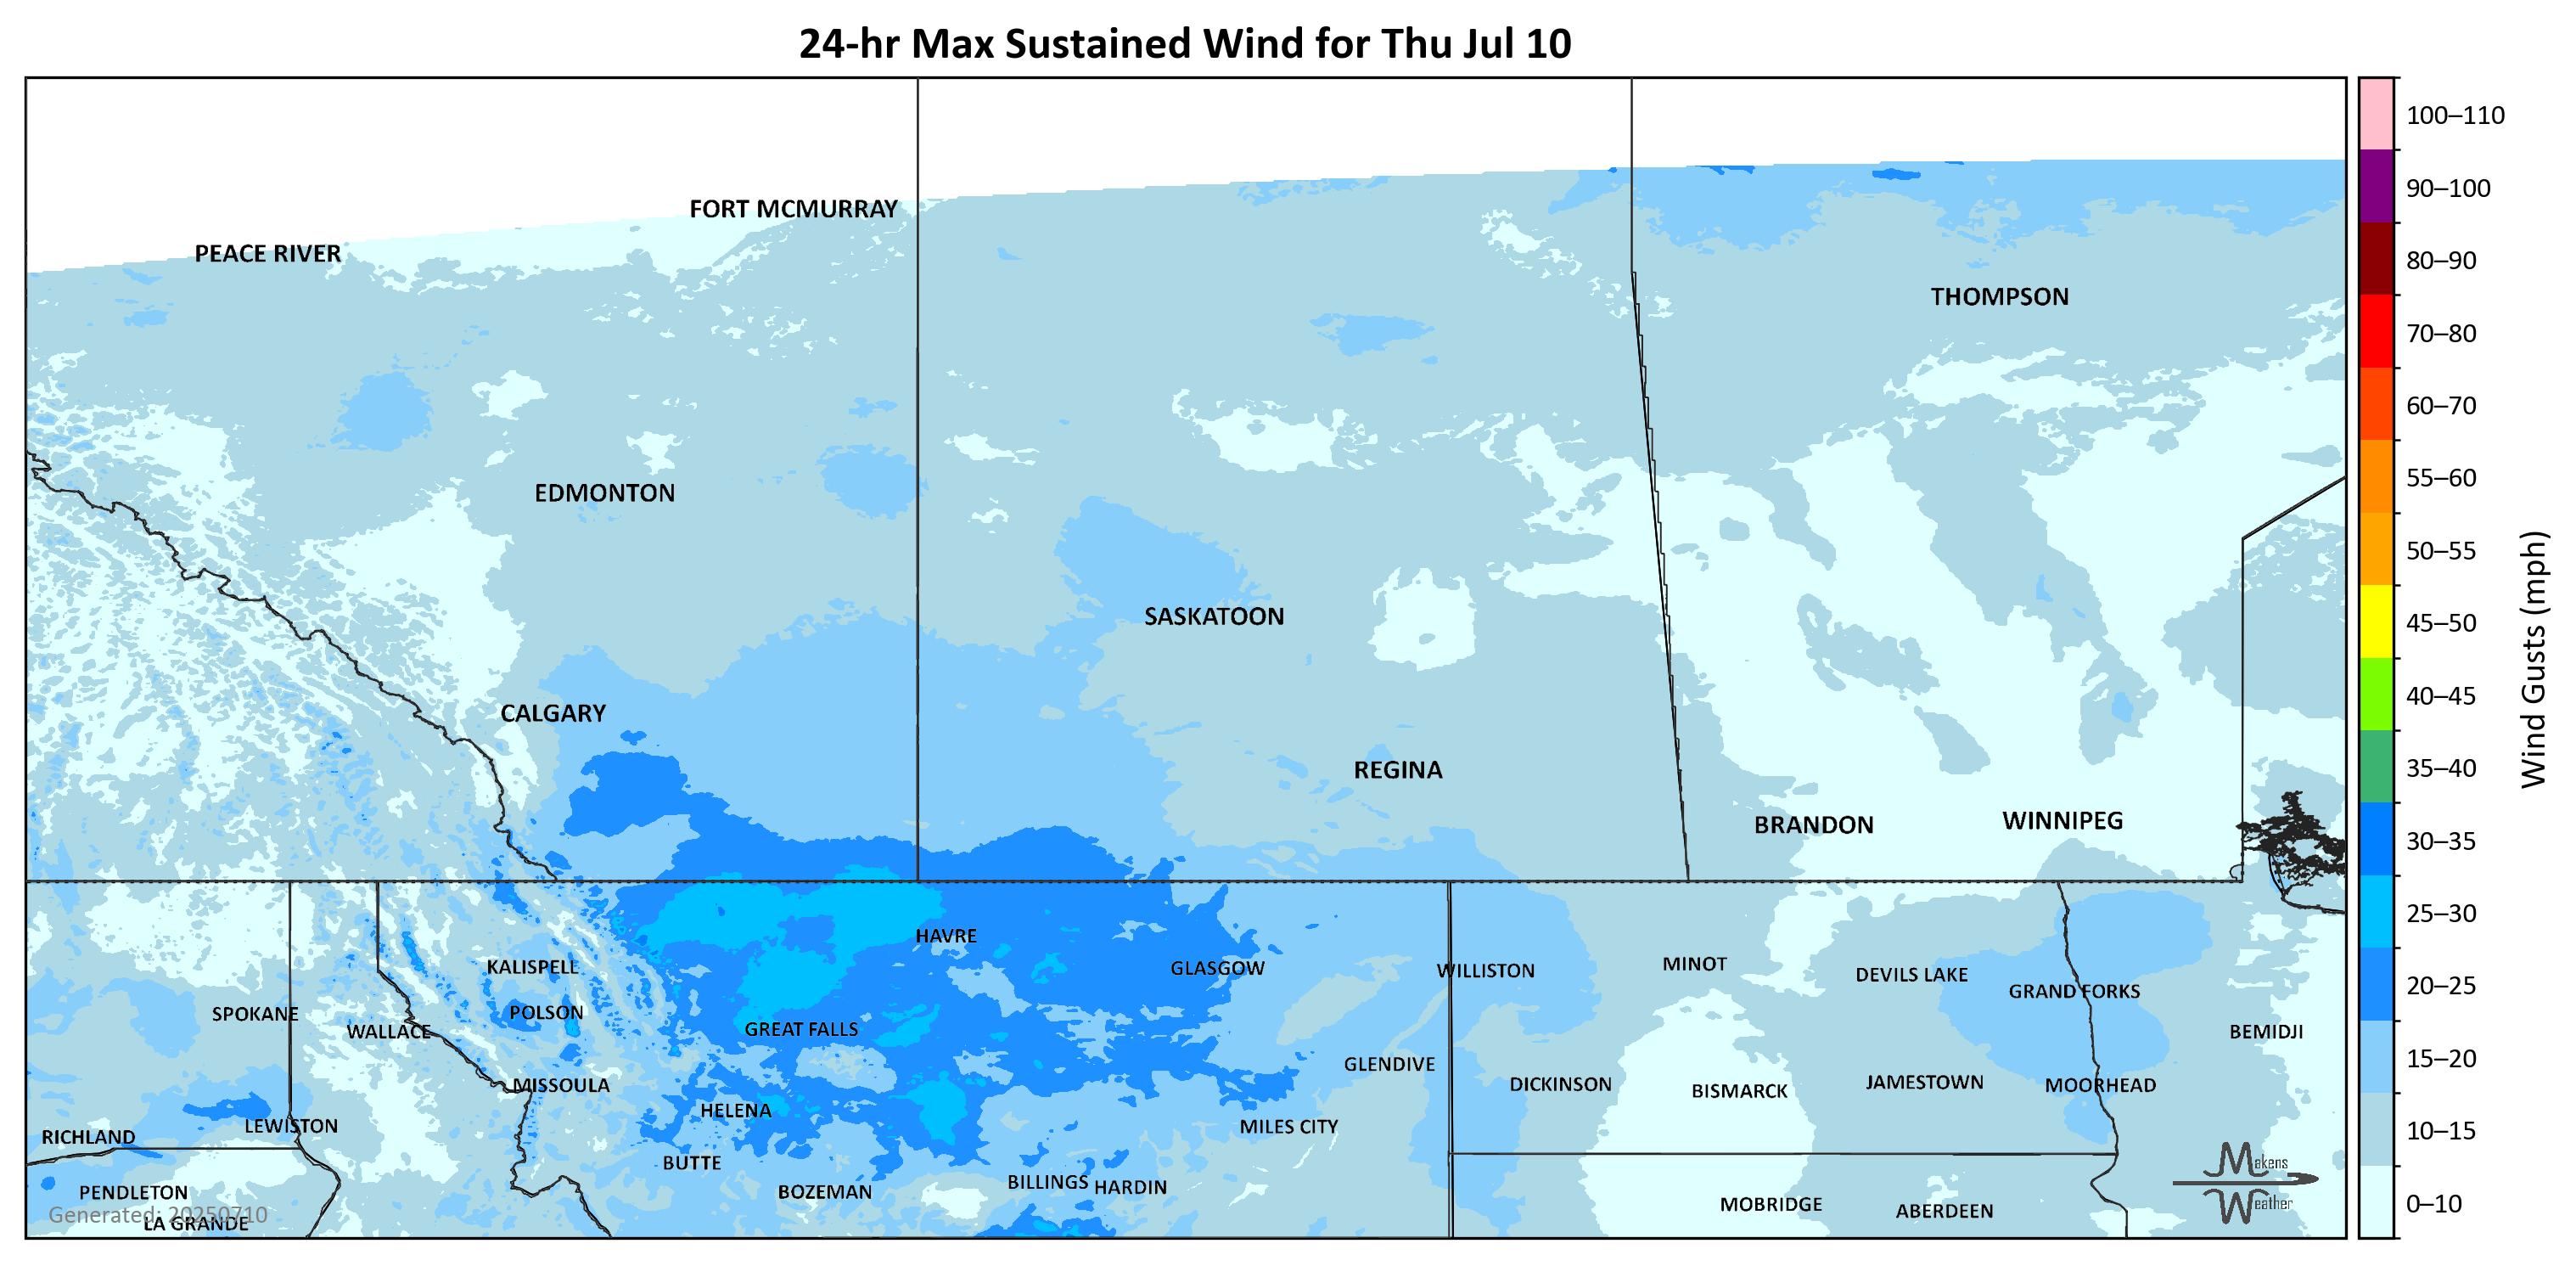 24-hr Max Sustained Wind for Thu Jul 10
100–110
90–100
80–90
70–80
60–70
55–60
50–55
45–50
40–45
35–40
30–35
25–30
20–25
15–20
10–15
0–10
Wind Gusts (mph)
FORT MCMURRAY
PEACE RIVER
THOMPSON
EDMONTON
SASKATOON
CALGARY
REGINA
BRANDON
WINNIPEG
HAVRE
KALISPELL
GLASGOW
WILLISTON
MINOT
DEVILS LAKE
GRAND FORKS
SPOKANE
POLSON
WALLACE
GREAT FALLS
BEMIDJI
GLENDIVE
MISSOULA
DICKINSON
BISMARCK
JAMESTOWN
MOORHEAD
HELENA
LEWISTON
MILES CITY
RICHLAND
BUTTE
PENDLETON
BOZEMAN
BILLINGS
HARDIN
MOBRIDGE
ABERDEEN
Generated: 20250710
LA GRANDE
Makens
Weather